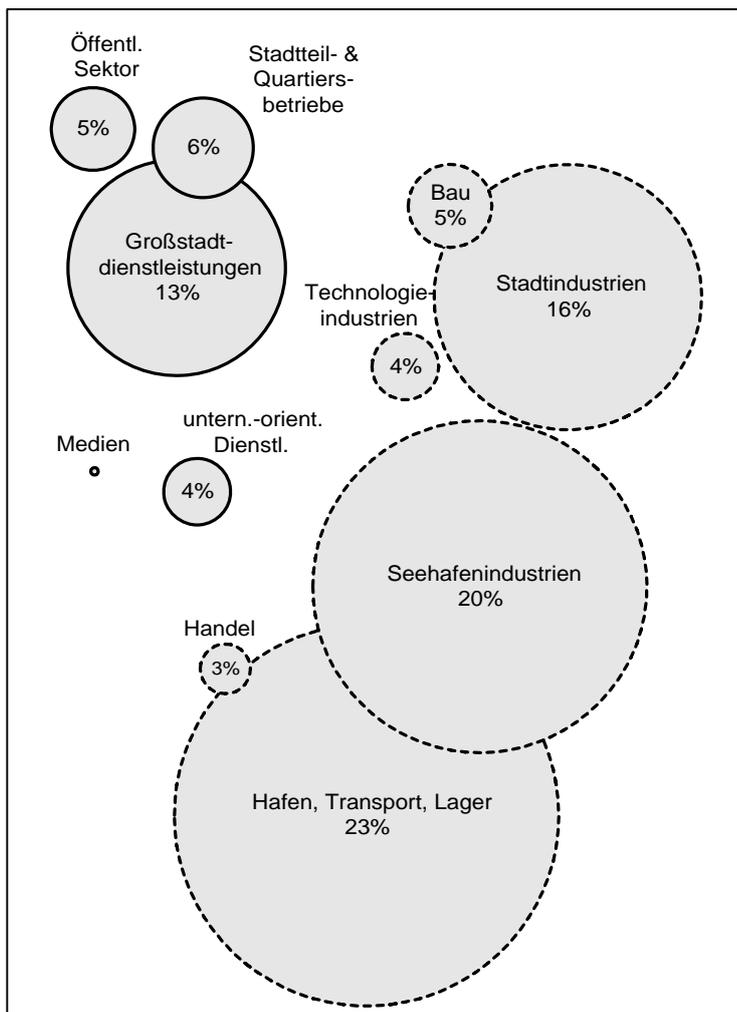 Öffentl.
Sektor
5%
Stadtteil- &
Quartiers-
betriebe
6%
Großstadt-
dienstleistungen
13%
Bau
5%
Stadtindustrien
16%
Technologie-
industrien
4%
Medien
untern.-orient.
Dienstl.
4%
Seehafenindustrien
20%
Handel
3%
Hafen, Transport, Lager
23%